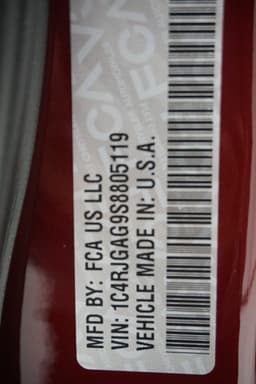 MFD BY: FCA US LLC
VIN: 1C4RJGAG9S8805119
VEHICLE MADE IN: U.S.A.